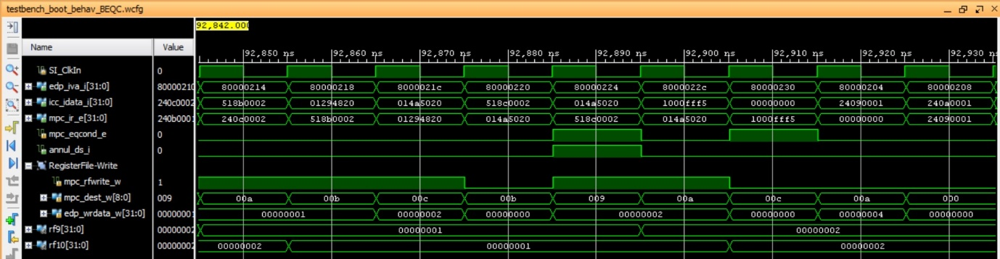 testbench_boot_behav_BEQC.wcfg
92,842.000
Name Value 92,850 ns 92,860 ns 92,870 ns 92,880 ns 92,890 ns 92,900 ns 92,910 ns 92,920 ns 92,930 ns
SI_ClkIn 0
edp_iva_i[31:0] 80000210 80000214 80000218 8000021c 80000220 80000224 8000022c 80000230 80000204 80000208
icc_idata_i[31:0] 240c0002 518b0002 01294820 014a5020 518c0002 014a5020 1000fff5 00000000 24090001 240a0001
mpc_ir_e[31:0] 240b0001 240c0002 518b0002 01294820 014a5020 518c0002 014a5020 1000fff5 00000000 24090001
mpc_eqcond_e 0
annul_ds_i 0
RegisterFile-Write
mpc_rfwrite_w 1
mpc_dest_w[8:0] 009 00a 00b 00c 00b 009 00a 00c 00a 000
edp_wrdata_w[31:0] 00000001 00000001 00000002 00000000 00000002 00000000 00000004 00000000
rf9[31:0] 00000002 00000001 00000002
rf10[31:0] 00000002 00000002 00000001 00000002